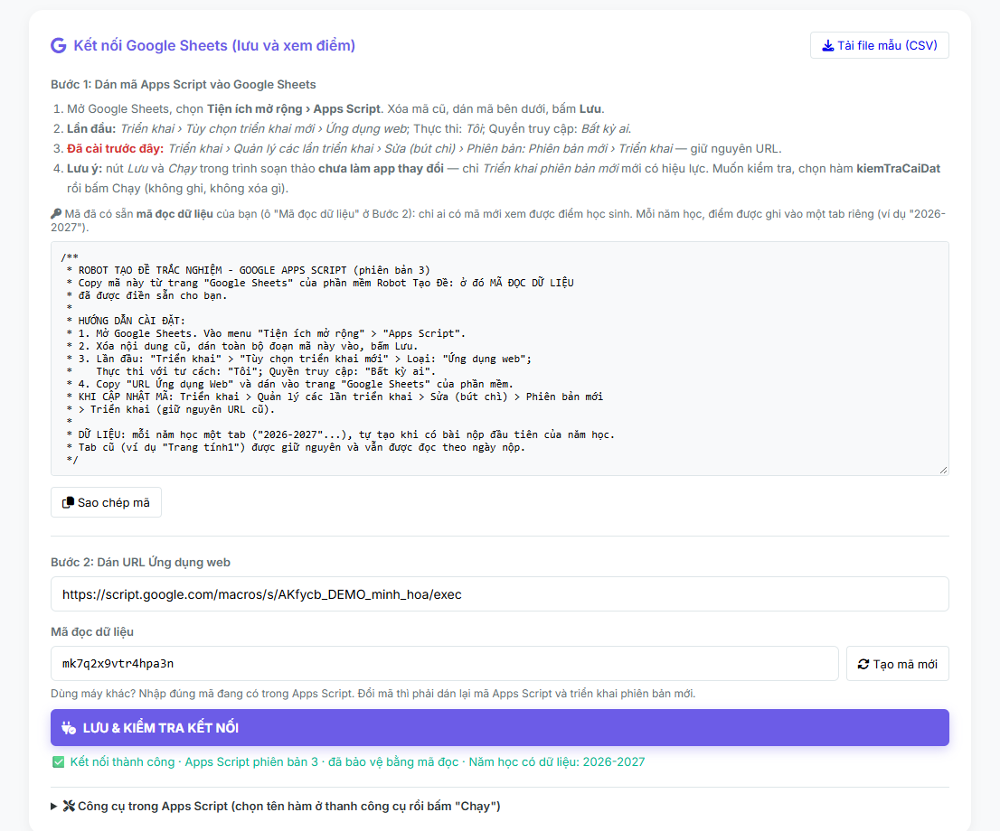 Kết nối Google Sheets (lưu và xem điểm)
Tải file mẫu (CSV)
Bước 1: Dán mã Apps Script vào Google Sheets
1. Mở Google Sheets, chọn Tiện ích mở rộng › Apps Script. Xóa mã cũ, dán mã bên dưới, bấm Lưu.
2. Lần đầu: Triển khai › Tùy chọn triển khai mới › Ứng dụng web; Thực thi: Tôi; Quyền truy cập: Bất kỳ ai.
3. Đã cài trước đây: Triển khai › Quản lý các lần triển khai › Sửa (bút chì) › Phiên bản: Phiên bản mới › Triển khai — giữ nguyên URL.
4. Lưu ý: nút Lưu và Chạy trong trình soạn thảo chưa làm app thay đổi — chỉ Triển khai phiên bản mới mới có hiệu lực. Muốn kiểm tra, chọn hàm kiemTraCaiDat
rồi bấm Chạy (không ghi, không xóa gì).
Mã đã có sẵn mã đọc dữ liệu của bạn (ô "Mã đọc dữ liệu" ở Bước 2): chỉ ai có mã mới xem được điểm học sinh. Mỗi năm học, điểm được ghi vào một tab riêng (ví dụ "2026-
2027").
/**
* ROBOT TẠO ĐỀ TRẮC NGHIỆM - GOOGLE APPS SCRIPT (phiên bản 3)
* Copy mã này từ trang "Google Sheets" của phần mềm Robot Tạo Đề: ở đó MÃ ĐỌC DỮ LIỆU
* đã được điền sẵn cho bạn.
*
* HƯỚNG DẪN CÀI ĐẶT:
* 1. Mở Google Sheets. Vào menu "Tiện ích mở rộng" > "Apps Script".
* 2. Xóa nội dung cũ, dán toàn bộ đoạn mã này vào, bấm Lưu.
* 3. Lần đầu: "Triển khai" > "Tùy chọn triển khai mới" > Loại: "Ứng dụng web";
* Thực thi với tư cách: "Tôi"; Quyền truy cập: "Bất kỳ ai".
* 4. Copy "URL Ứng dụng Web" và dán vào trang "Google Sheets" của phần mềm.
* KHI CẬP NHẬT MÃ: Triển khai > Quản lý các lần triển khai > Sửa (bút chì) > Phiên bản mới
* > Triển khai (giữ nguyên URL cũ).
*
* DỮ LIỆU: mỗi năm học một tab ("2026-2027"...), tự tạo khi có bài nộp đầu tiên của năm học.
* Tab cũ (ví dụ "Trang tính1") được giữ nguyên và vẫn được đọc theo ngày nộp.
*/
Sao chép mã
Bước 2: Dán URL Ứng dụng web
https://script.google.com/macros/s/AKfycb_DEMO_minh_hoa/exec
Mã đọc dữ liệu
mk7q2x9vtr4hpa3n
Tạo mã mới
Dùng máy khác? Nhập đúng mã đang có trong Apps Script. Đổi mã thì phải dán lại mã Apps Script và triển khai phiên bản mới.
LƯU & KIỂM TRA KẾT NỐI
Kết nối thành công · Apps Script phiên bản 3 · đã bảo vệ bằng mã đọc · Năm học có dữ liệu: 2026-2027
Công cụ trong Apps Script (chọn tên hàm ở thanh công cụ rồi bấm "Chạy")